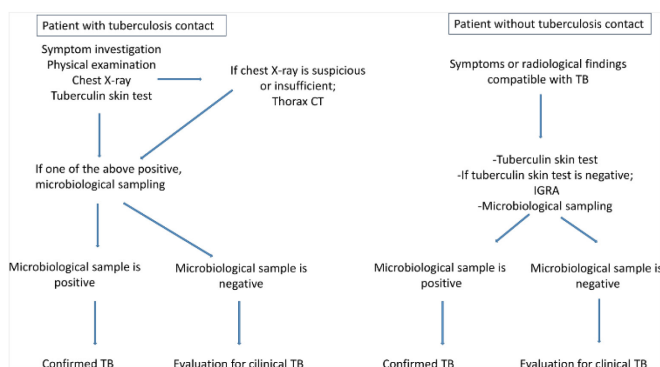 Patient with tuberculosis contact
Symptom investigation
Physical examination
Chest X-ray
Tuberculin skin test
If chest X-ray is suspicious
or insufficient;
Thorax CT
If one of the above positive,
microbiological sampling
Microbiological sample is
positive
Microbiological sample is
negative
Confirmed TB
Evaluation for clinical TB
Patient without tuberculosis contact
Symptoms or radiological findings
compatible with TB
-Tuberculin skin test
-If tuberculin skin test is negative;
IGRA
-Microbiological sampling
Microbiological sample is
positive
Microbiological sample is
negative
Confirmed TB
Evaluation for clinical TB